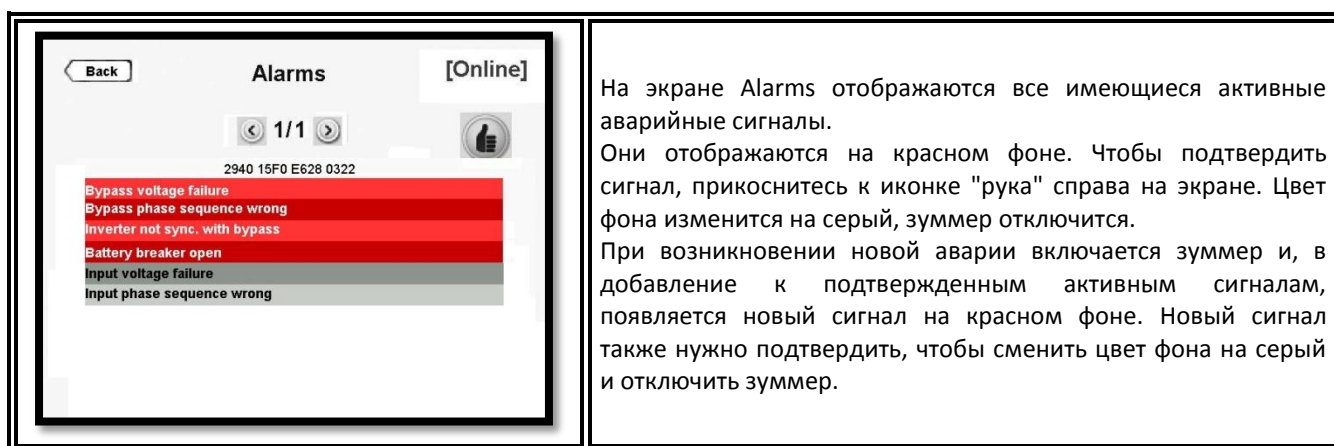 Back
Alarms
[Online]
1/1
2940 15F0 E628 0322
Bypass voltage failure
Bypass phase sequence wrong
Inverter not sync. with bypass
Battery breaker open
Input voltage failure
Input phase sequence wrong
На экране Alarms отображаются все имеющиеся активные
аварийные сигналы.
Они отображаются на красном фоне. Чтобы подтвердить
сигнал, прикоснитесь к иконке "рука" справа на экране. Цвет
фона изменится на серый, зуммер отключится.
При возникновении новой аварии включается зуммер и, в
добавление к подтвержденным активным сигналам,
появляется новый сигнал на красном фоне. Новый сигнал
также нужно подтвердить, чтобы сменить цвет фона на серый
и отключить зуммер.